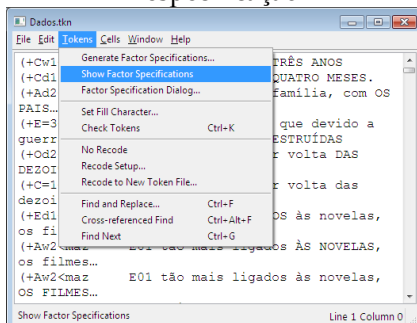 Dados.tkn
File Edit Tokens Cells Window Help
(+Cw1 TRÊS ANOS
(+Cd1 QUATRO MESES.
(+Ad2 família, com OS
PAIS…
(+E=3 que devido a
guerr ESTRUÍDAS
(+Od2 r volta DAS
DEZOI
(+C=1 r volta das
dezoi
(+Ed1 OS às novelas,
os fi
(+Aw2<maz E01 tão mais ligados ÀS NOVELAS,
os filmes…
(+Aw2<maz E01 tão mais ligados às novelas,
OS FILMES…
Generate Factor Specifications...
Show Factor Specifications
Factor Specification Dialog...
Set Fill Character...
Check Tokens Ctrl+K
No Recode
Recode Setup...
Recode to New Token File...
Find and Replace... Ctrl+F
Cross-referenced Find Ctrl+Alt+F
Find Next Ctrl+G
Show Factor Specifications Line 1 Column 0